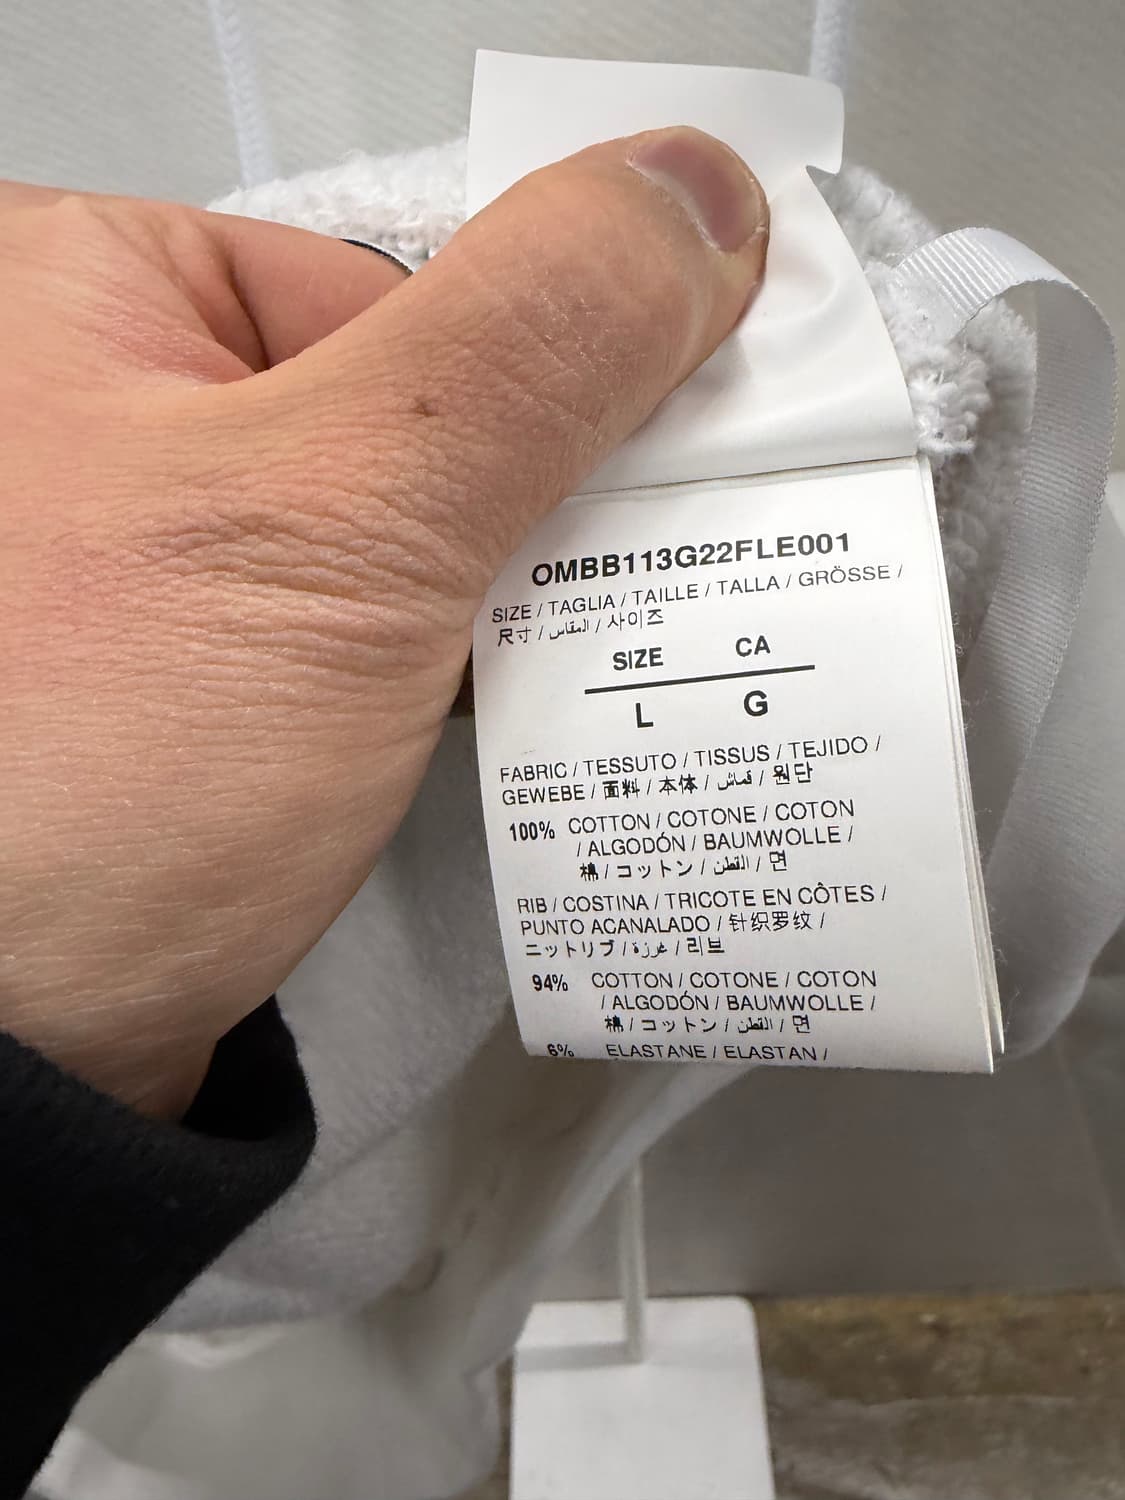 OMBB113G22FLE001
SIZE / TAGLIA / TAILLE / TALLA / GRÖSSE /
尺寸 / المقاس / 사이즈
SIZE CA
L G
FABRIC / TESSUTO / TISSUS / TEJIDO /
GEWEBE / 面料 / 本体 / قماش / 원단
100% COTTON / COTONE / COTON
/ ALGODÓN / BAUMWOLLE /
棉 / コットン / القطن / 면
RIB / COSTINA / TRICOTE EN CÔTES /
PUNTO ACANALADO / 针织罗纹 /
ニットリブ / غرزة / 리브
94% COTTON / COTONE / COTON
/ ALGODÓN / BAUMWOLLE /
棉 / コットン / القطن / 면
6% ELASTANE / ELASTAN /